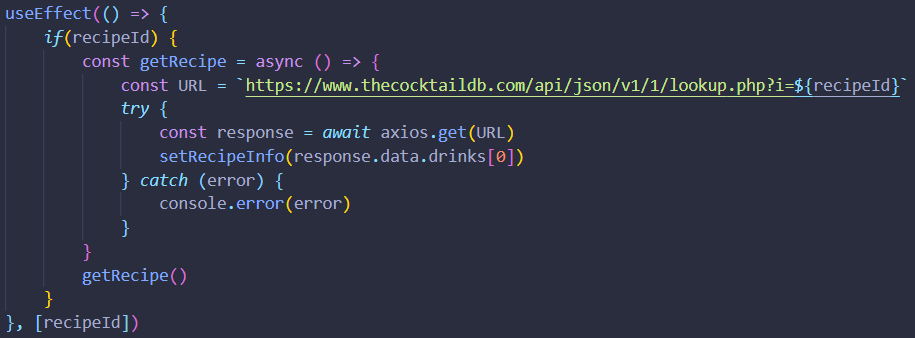 useEffect(() => {
    if(recipeId) {
        const getRecipe = async () => {
            const URL = `https://www.thecocktaildb.com/api/json/v1/1/lookup.php?i=${recipeId}`
            try {
                const response = await axios.get(URL)
                setRecipeInfo(response.data.drinks[0])
            } catch (error) {
                console.error(error)
            }
        }
        getRecipe()
    }
}, [recipeId])